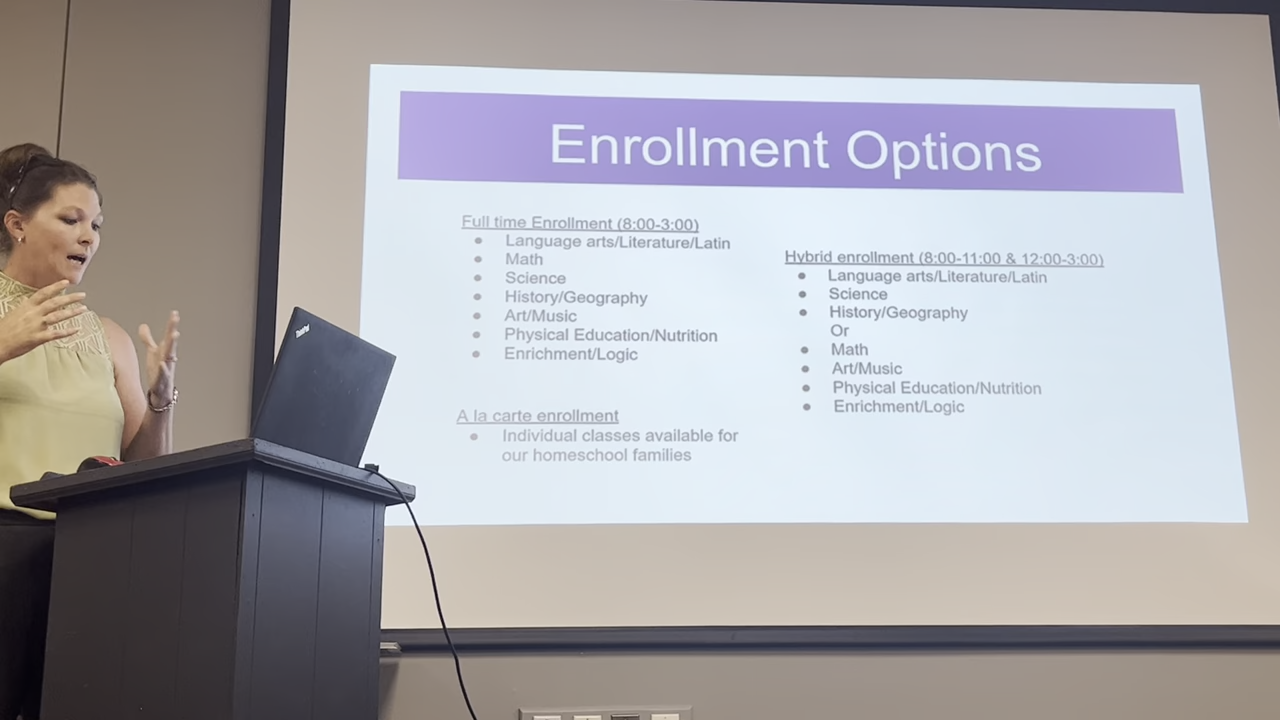 Enrollment Options
Full time Enrollment (8:00-3:00)
● Language arts/Literature/Latin
● Math
● Science
● History/Geography
● Art/Music
● Physical Education/Nutrition
● Enrichment/Logic
A la carte enrollment
● Individual classes available for
our homeschool families
Hybrid enrollment (8:00-11:00 & 12:00-3:00)
● Language arts/Literature/Latin
● Science
● History/Geography
Or
● Math
● Art/Music
● Physical Education/Nutrition
● Enrichment/Logic
ThinkPad